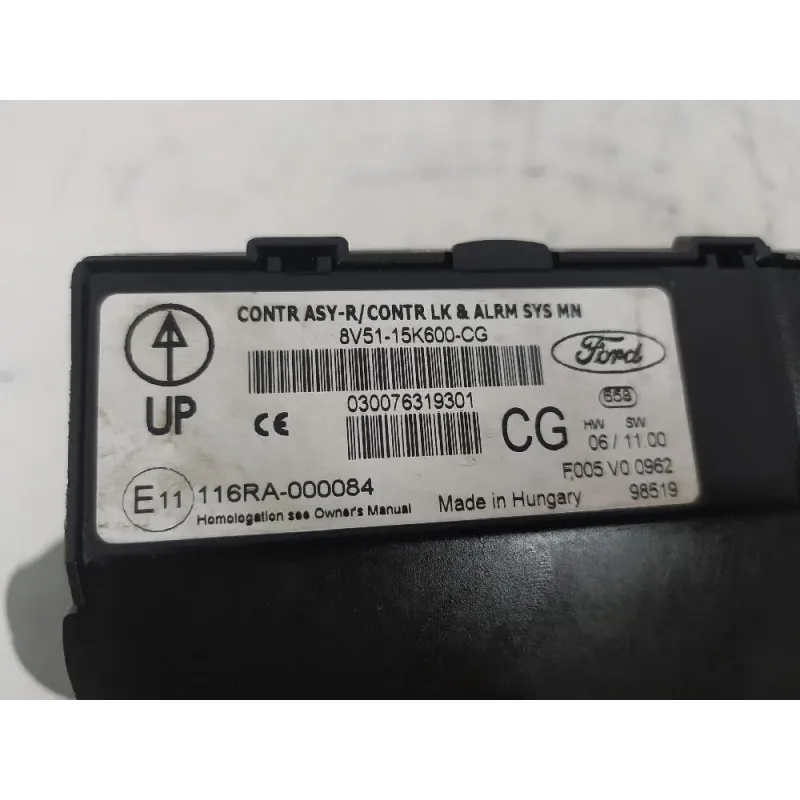 CONTR ASY-R/CONTR LK & ALRM SYS MN
8V51-15K600-CG
Ford
UP
CE
030076319301
CG
658
HW SW
06/11.00
E11 116RA-000084
Homologation see Owner's Manual
Made in Hungary
F005 V0 0962
98519